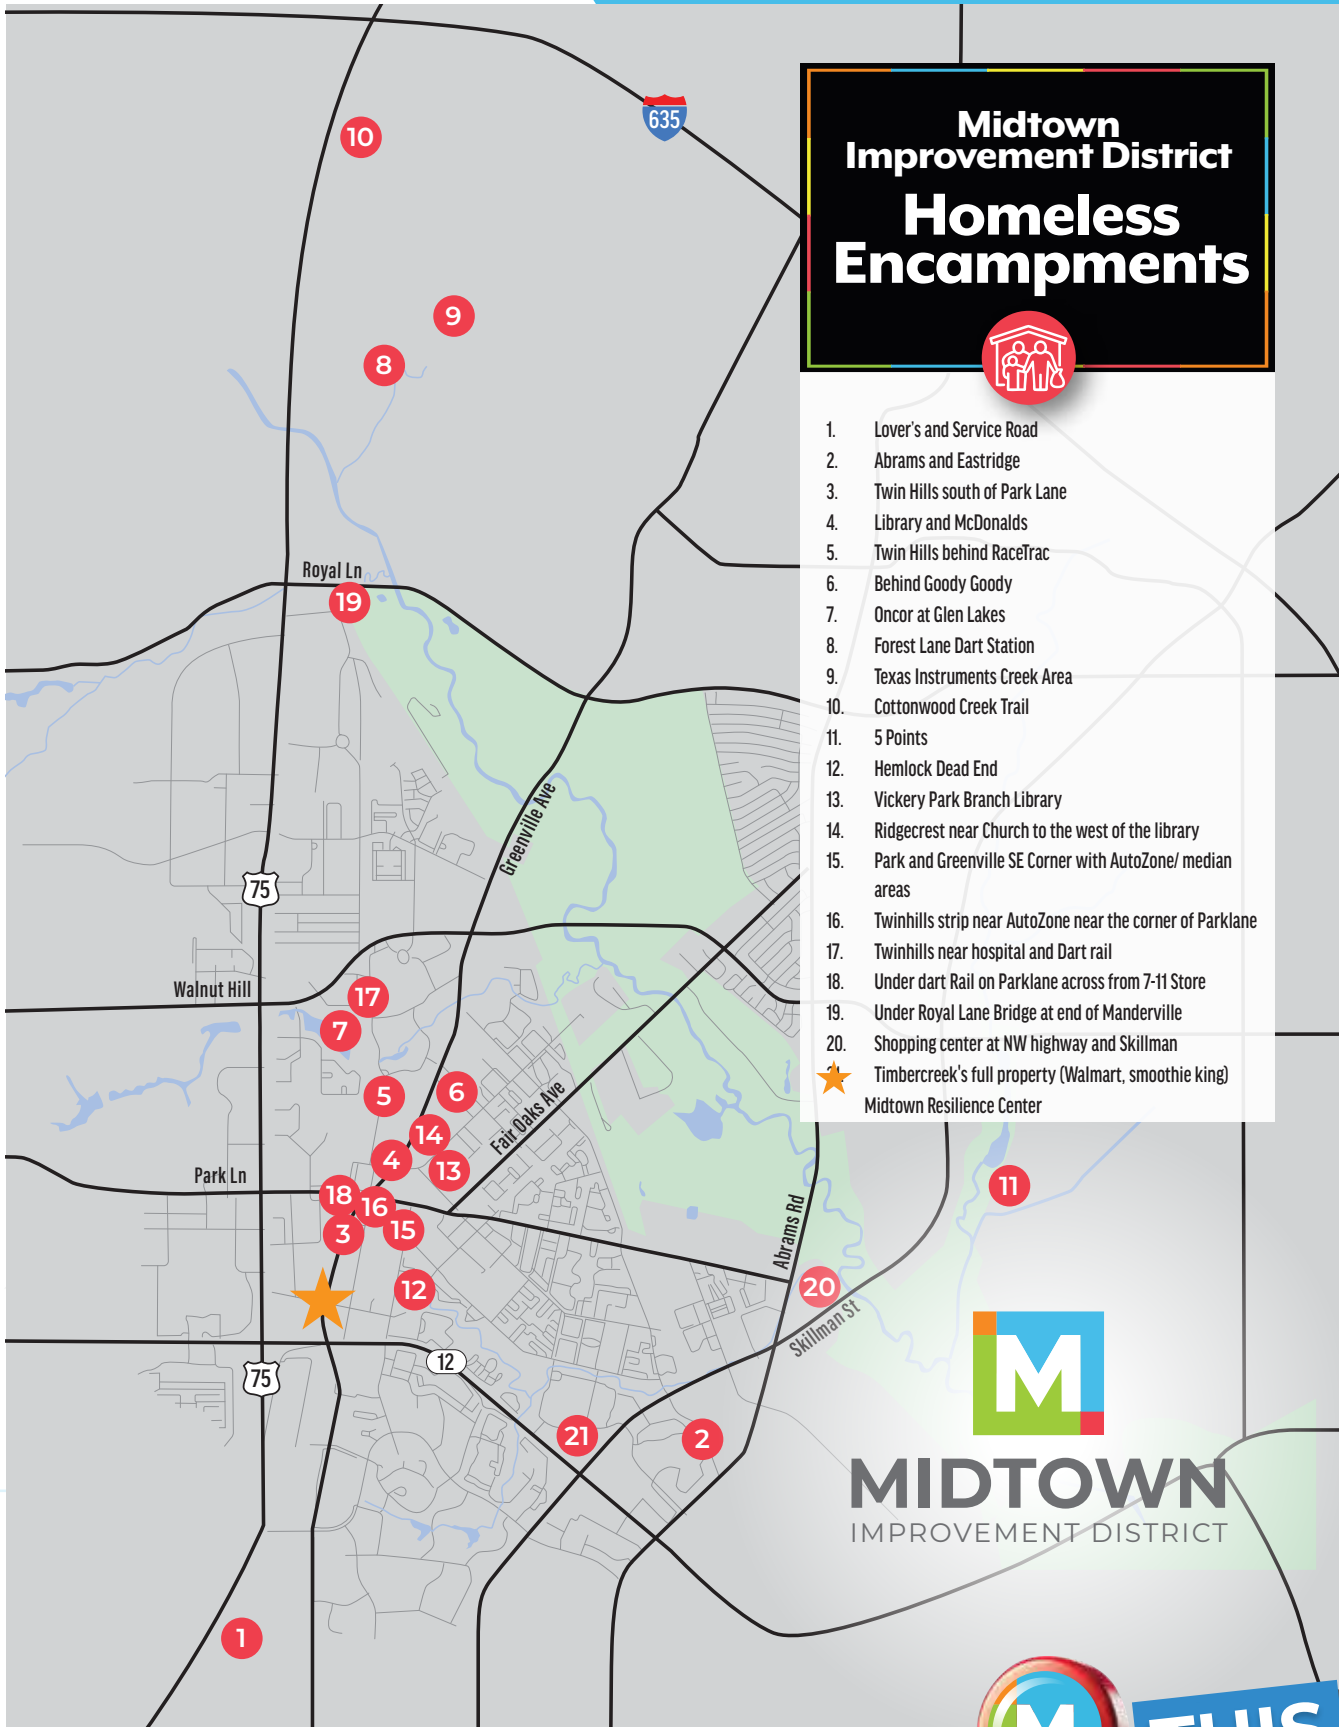 635
10
Midtown
Improvement District
Homeless
Encampments
9
8
1. Lover's and Service Road
2. Abrams and Eastridge
3. Twin Hills south of Park Lane
4. Library and McDonalds
5. Twin Hills behind RaceTrac
6. Behind Goody Goody
7. Oncor at Glen Lakes
8. Forest Lane Dart Station
9. Texas Instruments Creek Area
10. Cottonwood Creek Trail
11. 5 Points
12. Hemlock Dead End
13. Vickery Park Branch Library
14. Ridgecrest near Church to the west of the library
15. Park and Greenville SE Corner with AutoZone/ median
areas
16. Twinhills strip near AutoZone near the corner of Parklane
17. Twinhills near hospital and Dart rail
18. Under dart Rail on Parklane across from 7-11 Store
19. Under Royal Lane Bridge at end of Manderville
20. Shopping center at NW highway and Skillman
Timbercreek's full property (Walmart, smoothie king)
Midtown Resilience Center
Royal Ln
19
Greenville Ave
75
Walnut Hill
17
7
5
6
Fair Oaks Ave
14
4
13
Park Ln
18
16
3
15
11
Abrams Rd
12
20
Skillman St
12
75
21
2
M
MIDTOWN
IMPROVEMENT DISTRICT
1
M
THIS